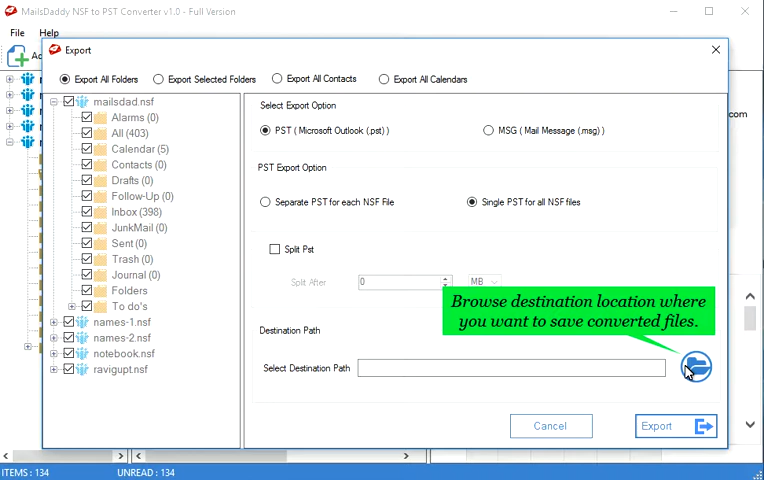 MailsDaddy NSF to PST Converter v1.0 - Full Version
File Help
Export
Export All Folders Export Selected Folders Export All Contacts Export All Calendars
mailsdad.nsf
Alarms (0)
All (403)
Calendar (5)
Contacts (0)
Drafts (0)
Follow-Up (0)
Inbox (398)
JunkMail (0)
Sent (0)
Trash (0)
Journal (0)
Folders
To do's
names-1.nsf
names-2.nsf
notebook.nsf
ravigupt.nsf
Select Export Option
PST ( Microsoft Outlook (.pst) ) MSG ( Mail Message (.msg) )
PST Export Option
Separate PST for each NSF File Single PST for all NSF files
Split Pst
Split After 0 MB
Browse destination location where
you want to save converted files.
Destination Path
Select Destination Path
Cancel Export
com
ITEMS : 134 UNREAD : 134